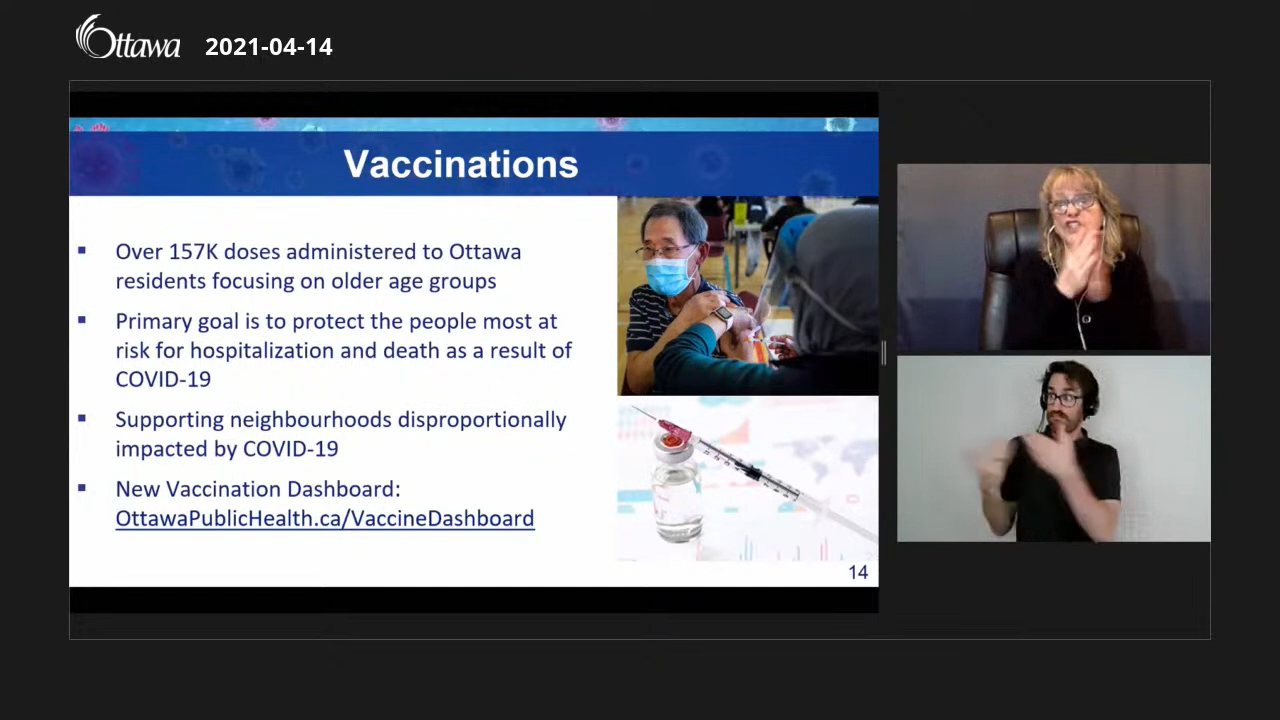 Ottawa 2021-04-14
Vaccinations
▪ Over 157K doses administered to Ottawa
residents focusing on older age groups
▪ Primary goal is to protect the people most at
risk for hospitalization and death as a result of
COVID-19
▪ Supporting neighbourhoods disproportionally
impacted by COVID-19
▪ New Vaccination Dashboard:
OttawaPublicHealth.ca/VaccineDashboard
14